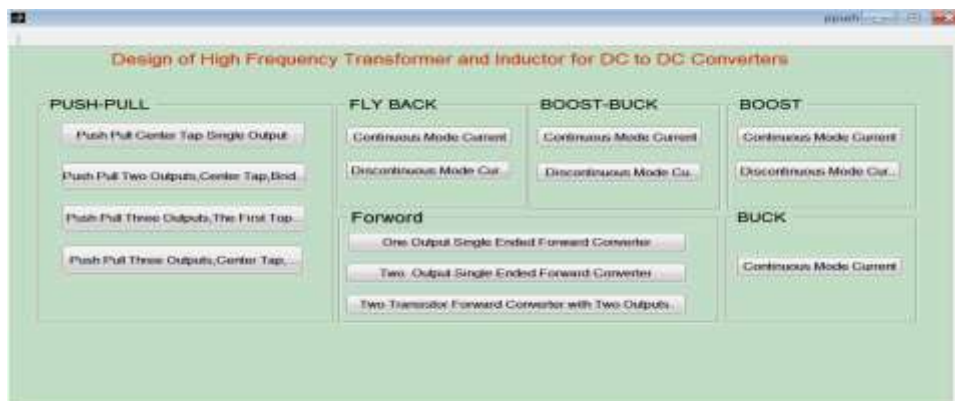 Design of High Frequency Transformer and Inductor for DC to DC Converters
PUSH-PULL
Push Pull Center Tap Single Output
Push Pull Two Outputs,Center Tap,Brid...
Push Pull Three Outputs,The First Tap...
Push Pull Three Outputs,Center Tap,...
FLY BACK
Continuous Mode Current
Discontinuous Mode Cur...
BOOST-BUCK
Continuous Mode Current
Discontinuous Mode Cu...
BOOST
Continuous Mode Current
Discontinuous Mode Cur...
Forword
One Output Single Ended Forward Converter
Two Output Single Ended Forward Converter
Two Transistor Forward Converter with Two Outputs
BUCK
Continuous Mode Current